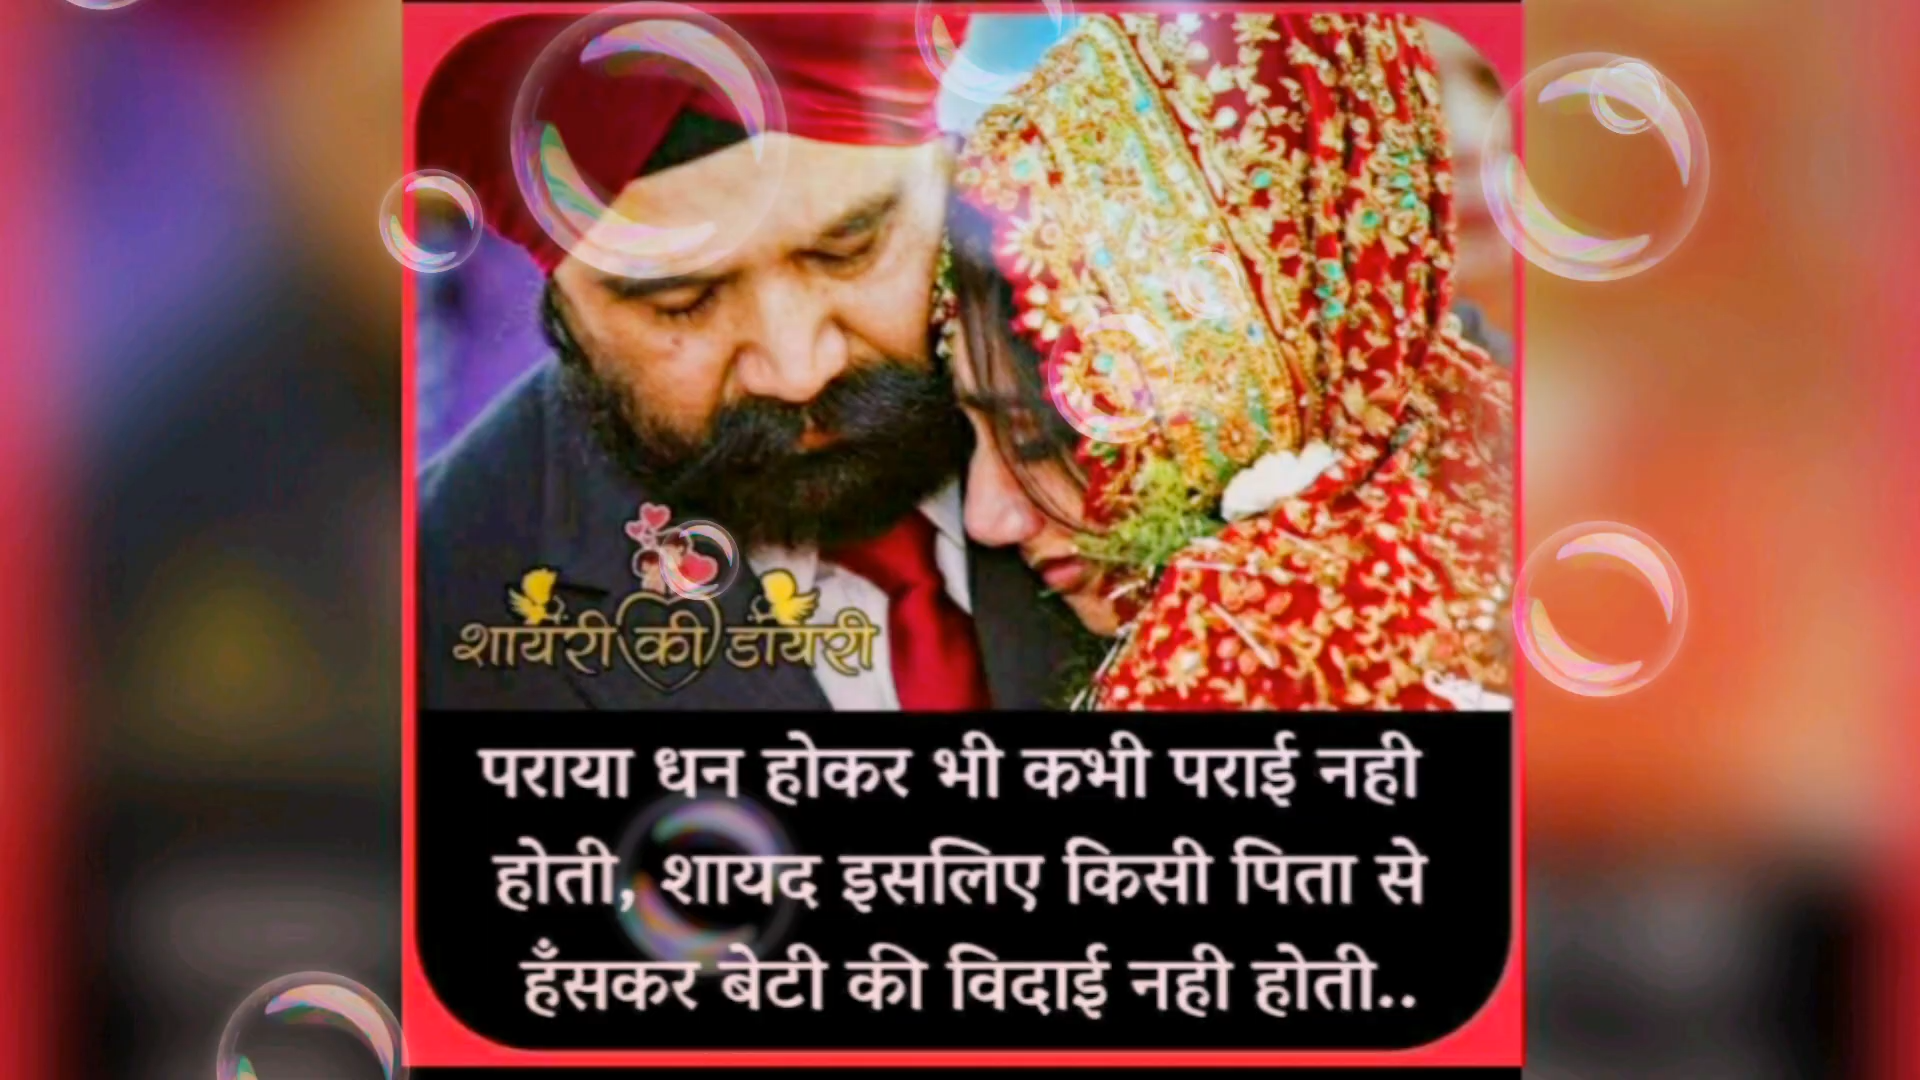 शायरी की डायरी
पराया धन होकर भी कभी पराई नही
होती, शायद इसलिए किसी पिता से
हँसकर बेटी की विदाई नही होती..